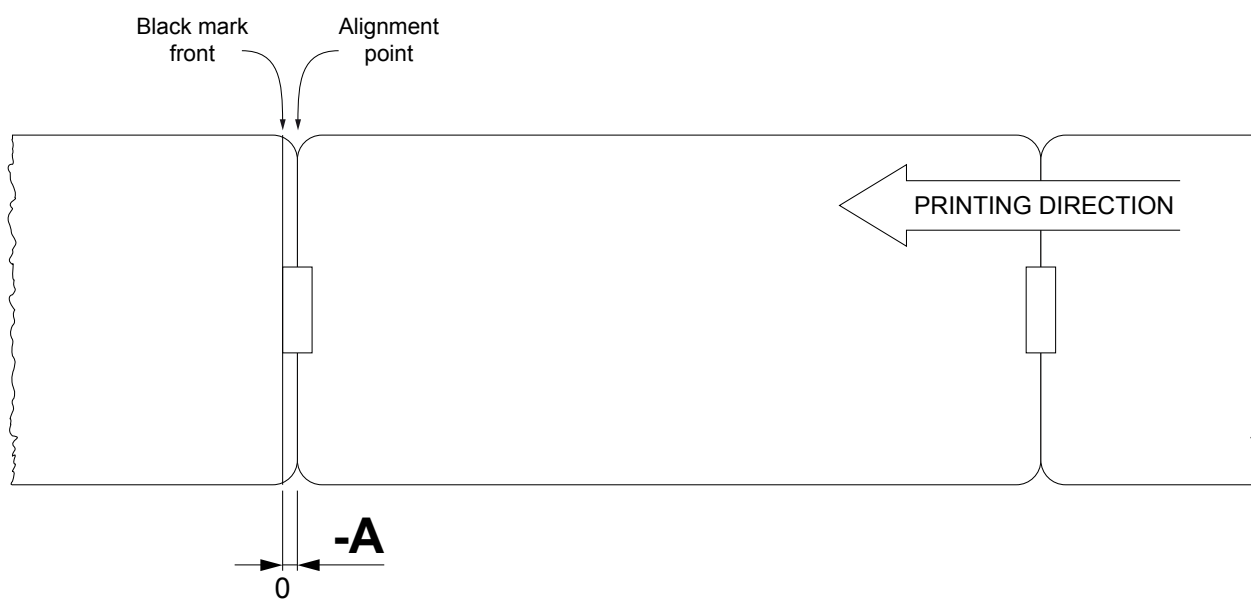 Black mark
front
Alignment
point
PRINTING DIRECTION
-A
0